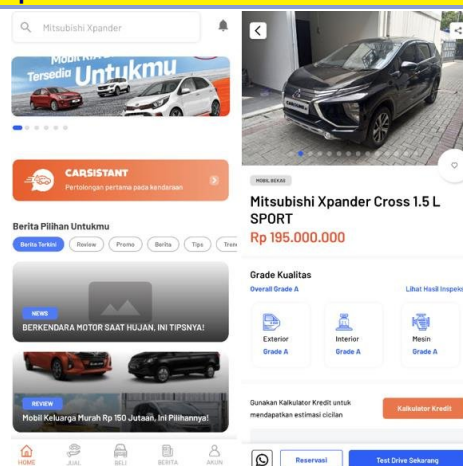 Mitsubishi Xpander
Mobil KIA
Tersedia Untukmu
CARSISTANT
Pertolongan pertama pada kendaraan
Berita Pilihan Untukmu
Berita Terkini
Review
Promo
Berita
Tips
NEWS
BERKENDARA MOTOR SAAT HUJAN, INI TIPSNYA!
REVIEW
Mobil Keluarga Murah Rp 150 Jutaan, Ini Pilihannya!
HOME
JUAL
BELI
BERITA
AKUN
MOBIL BEKAS
Mitsubishi Xpander Cross 1.5 L
SPORT
Rp 195.000.000
Grade Kualitas
Overall Grade A
Lihat Hasil Inspeks
Exterior
Grade A
Interior
Grade A
Mesin
Grade A
Gunakan Kalkulator Kredit untuk
mendapatkan estimasi cicilan
Kalkulator Kredit
Reservasi
Test Drive Sekarang